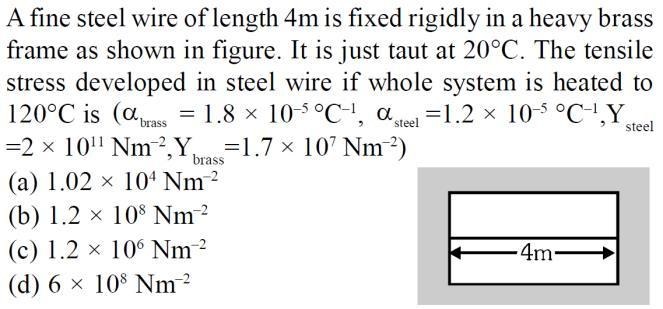 A fine steel wire of length 4m is fixed rigidly in a heavy brass
frame as shown in figure. It is just taut at 20°C. The tensile
stress developed in steel wire if whole system is heated to
120°C is (α_brass = 1.8 × 10⁻⁵ °C⁻¹, α_steel =1.2 × 10⁻⁵ °C⁻¹,Y_steel
=2 × 10¹¹ Nm⁻²,Y_brass=1.7 × 10⁷ Nm⁻²)
(a) 1.02 × 10⁴ Nm⁻²
(b) 1.2 × 10⁸ Nm⁻²
(c) 1.2 × 10⁶ Nm⁻²
(d) 6 × 10⁸ Nm⁻²
4m